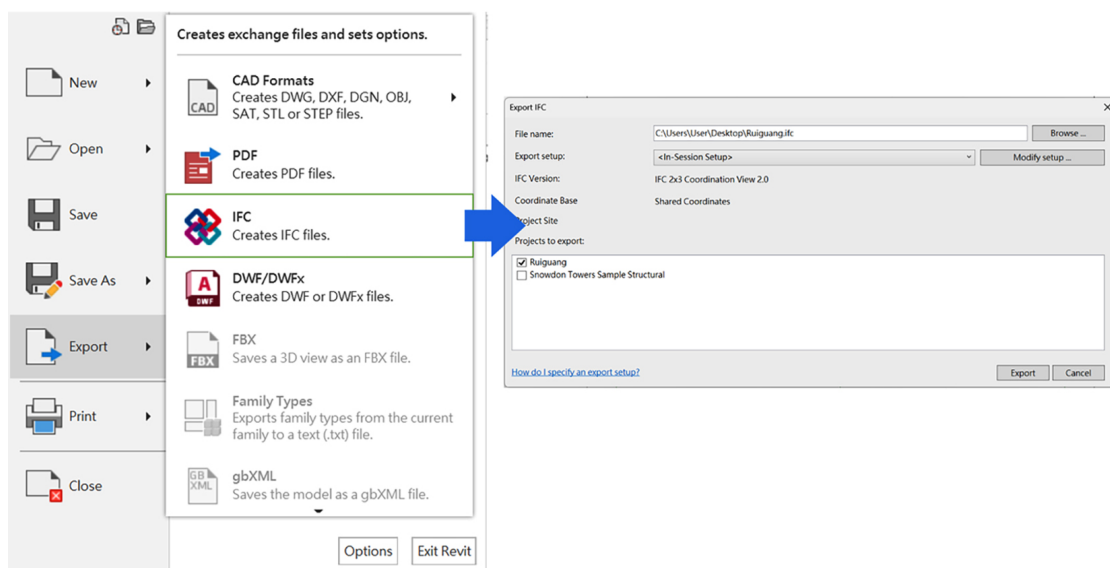 Creates exchange files and sets options.
New
Open
Save
Save As
Export
Print
Close
CAD
CAD Formats
Creates DWG, DXF, DGN, OBJ,
SAT, STL or STEP files.
PDF
Creates PDF files.
IFC
Creates IFC files.
A
DWF
DWF/DWFx
Creates DWF or DWFx files.
FBX
FBX
Saves a 3D view as an FBX file.
Family Types
Exports family types from the current
family to a text (.txt) file.
GB
XML
gbXML
Saves the model as a gbXML file.
Options
Exit Revit
Export IFC
File name:
C:\Users\User\Desktop\Ruiguang.ifc
Browse ...
Export setup:
<In-Session Setup>
Modify setup ...
IFC Version:
IFC 2x3 Coordination View 2.0
Coordinate Base
Shared Coordinates
Project Site
Projects to export:
Ruiguang
Snowdon Towers Sample Structural
How do I specify an export setup?
Export
Cancel